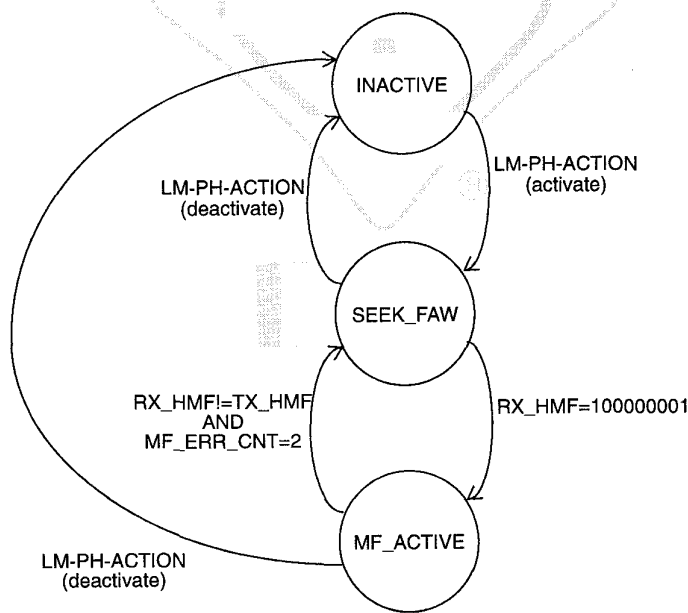 INACTIVE
LM-PH-ACTION
(deactivate)
LM-PH-ACTION
(activate)
SEEK_FAW
RX_HMF!=TX_HMF
AND
MF_ERR_CNT=2
RX_HMF=100000001
MF_ACTIVE
LM-PH-ACTION
(deactivate)